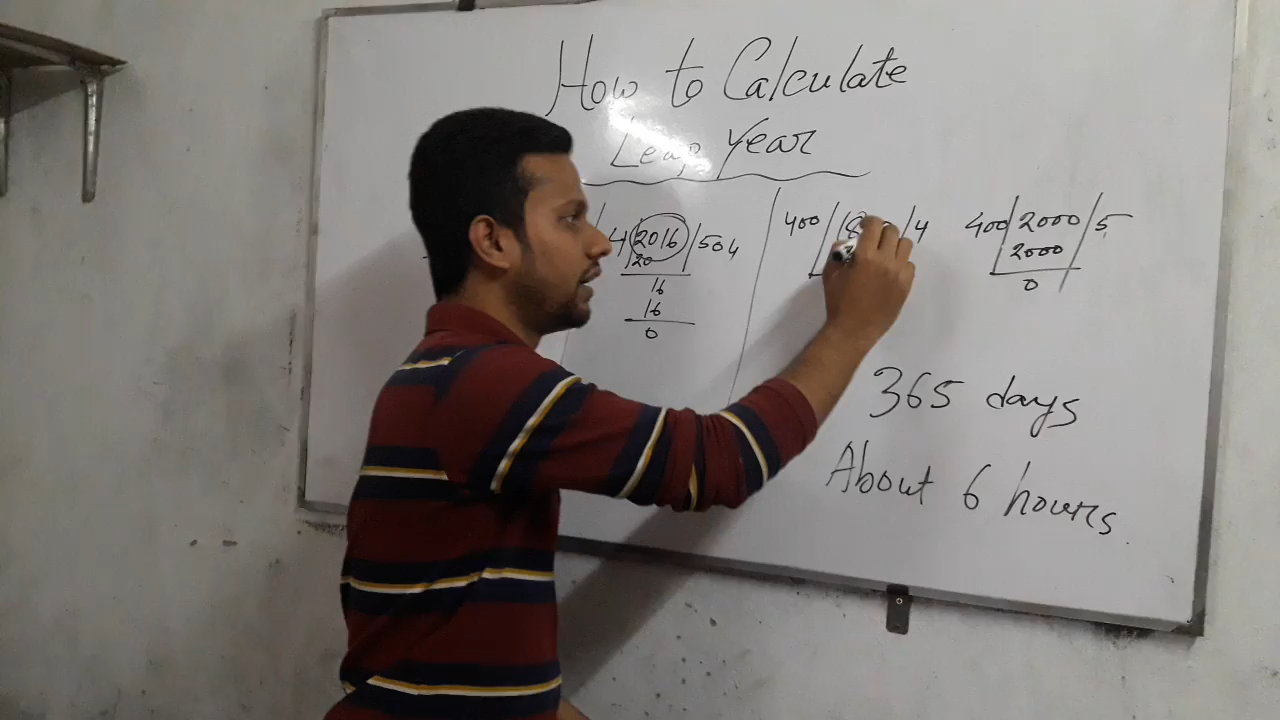 How to Calculate
Leap Year
4 2016 504
20
16
16
0
400 18 4
400 2000 5
2000
0
365 days
About 6 hours.